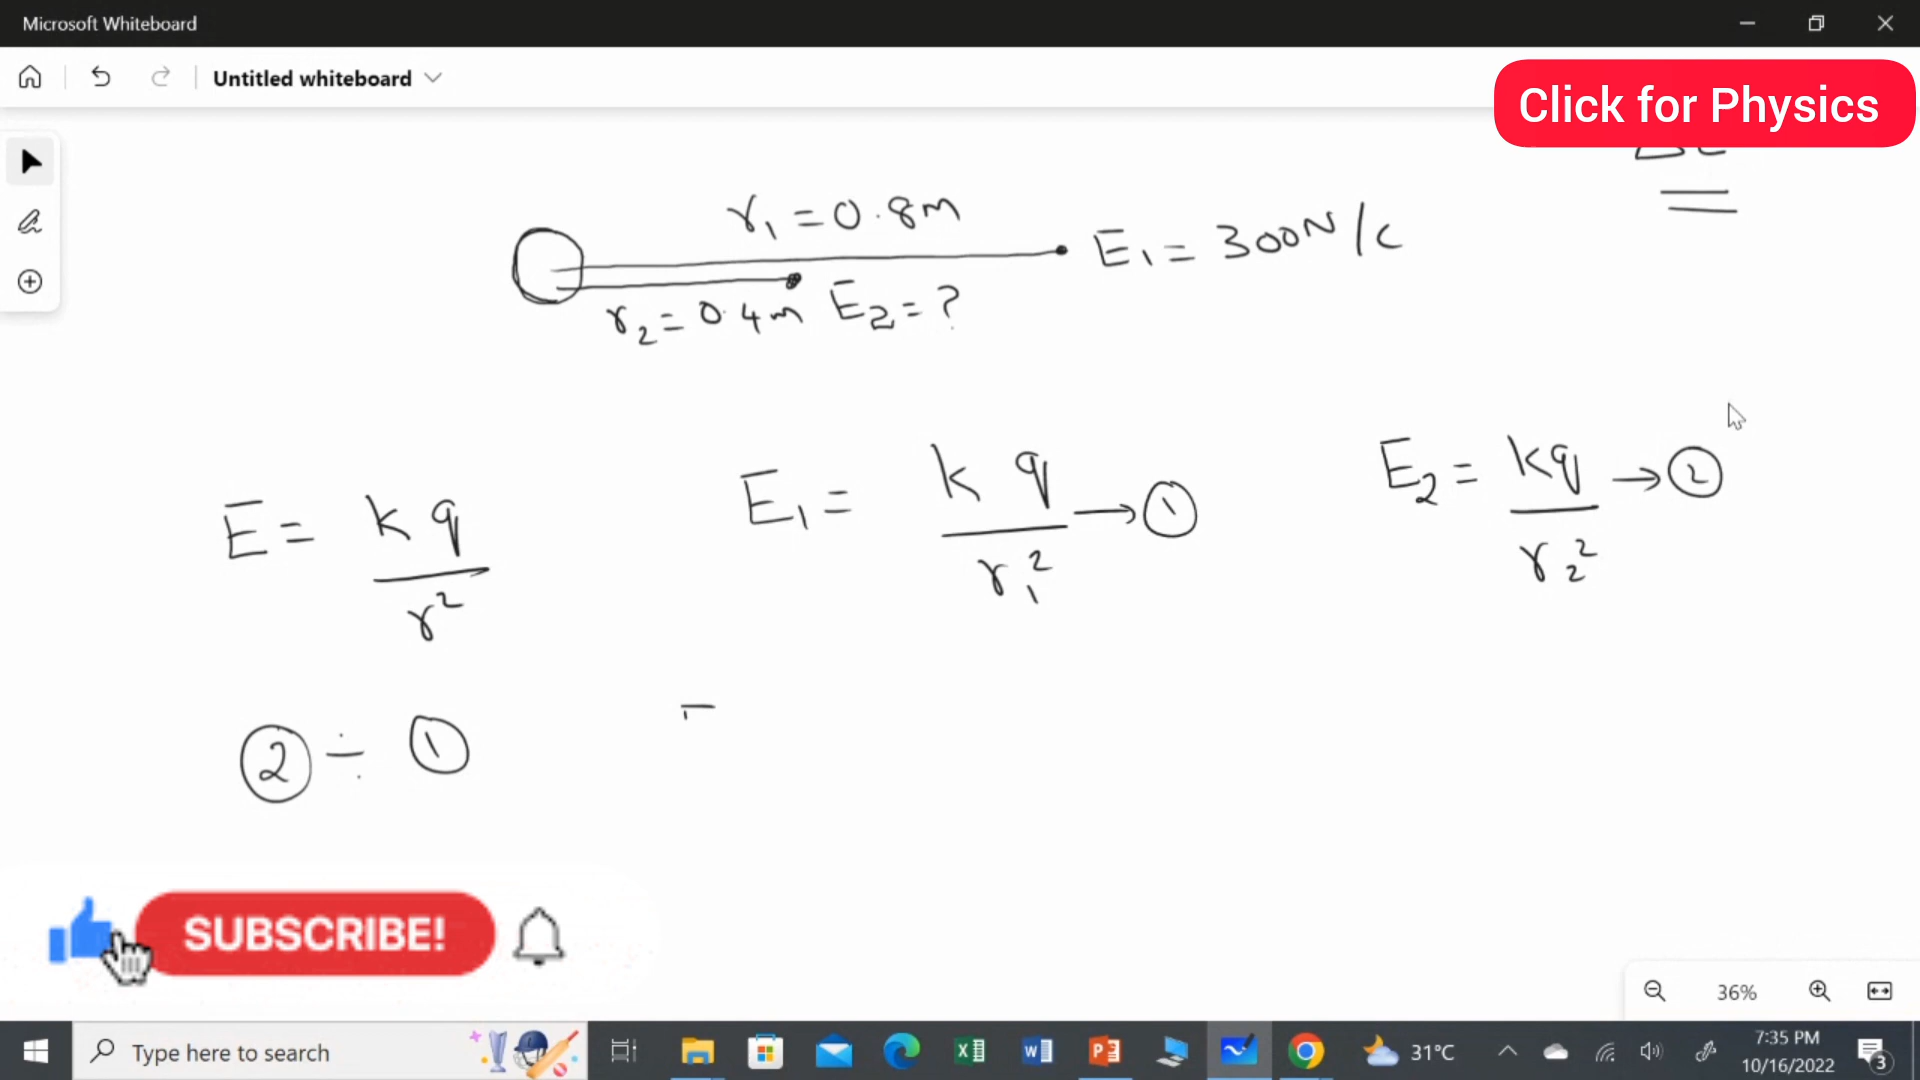 Microsoft Whiteboard
Untitled whiteboard
Click for Physics
r₁ = 0.8m
E₁ = 300N/C
r₂ = 0.4m E₂ = ?
E = kq/r²
E₁ = kq/r₁² → ①
E₂ = kq/r₂² → ②
② ÷ ①
SUBSCRIBE!
36%
Type here to search
31°C
7:35 PM
10/16/2022
3